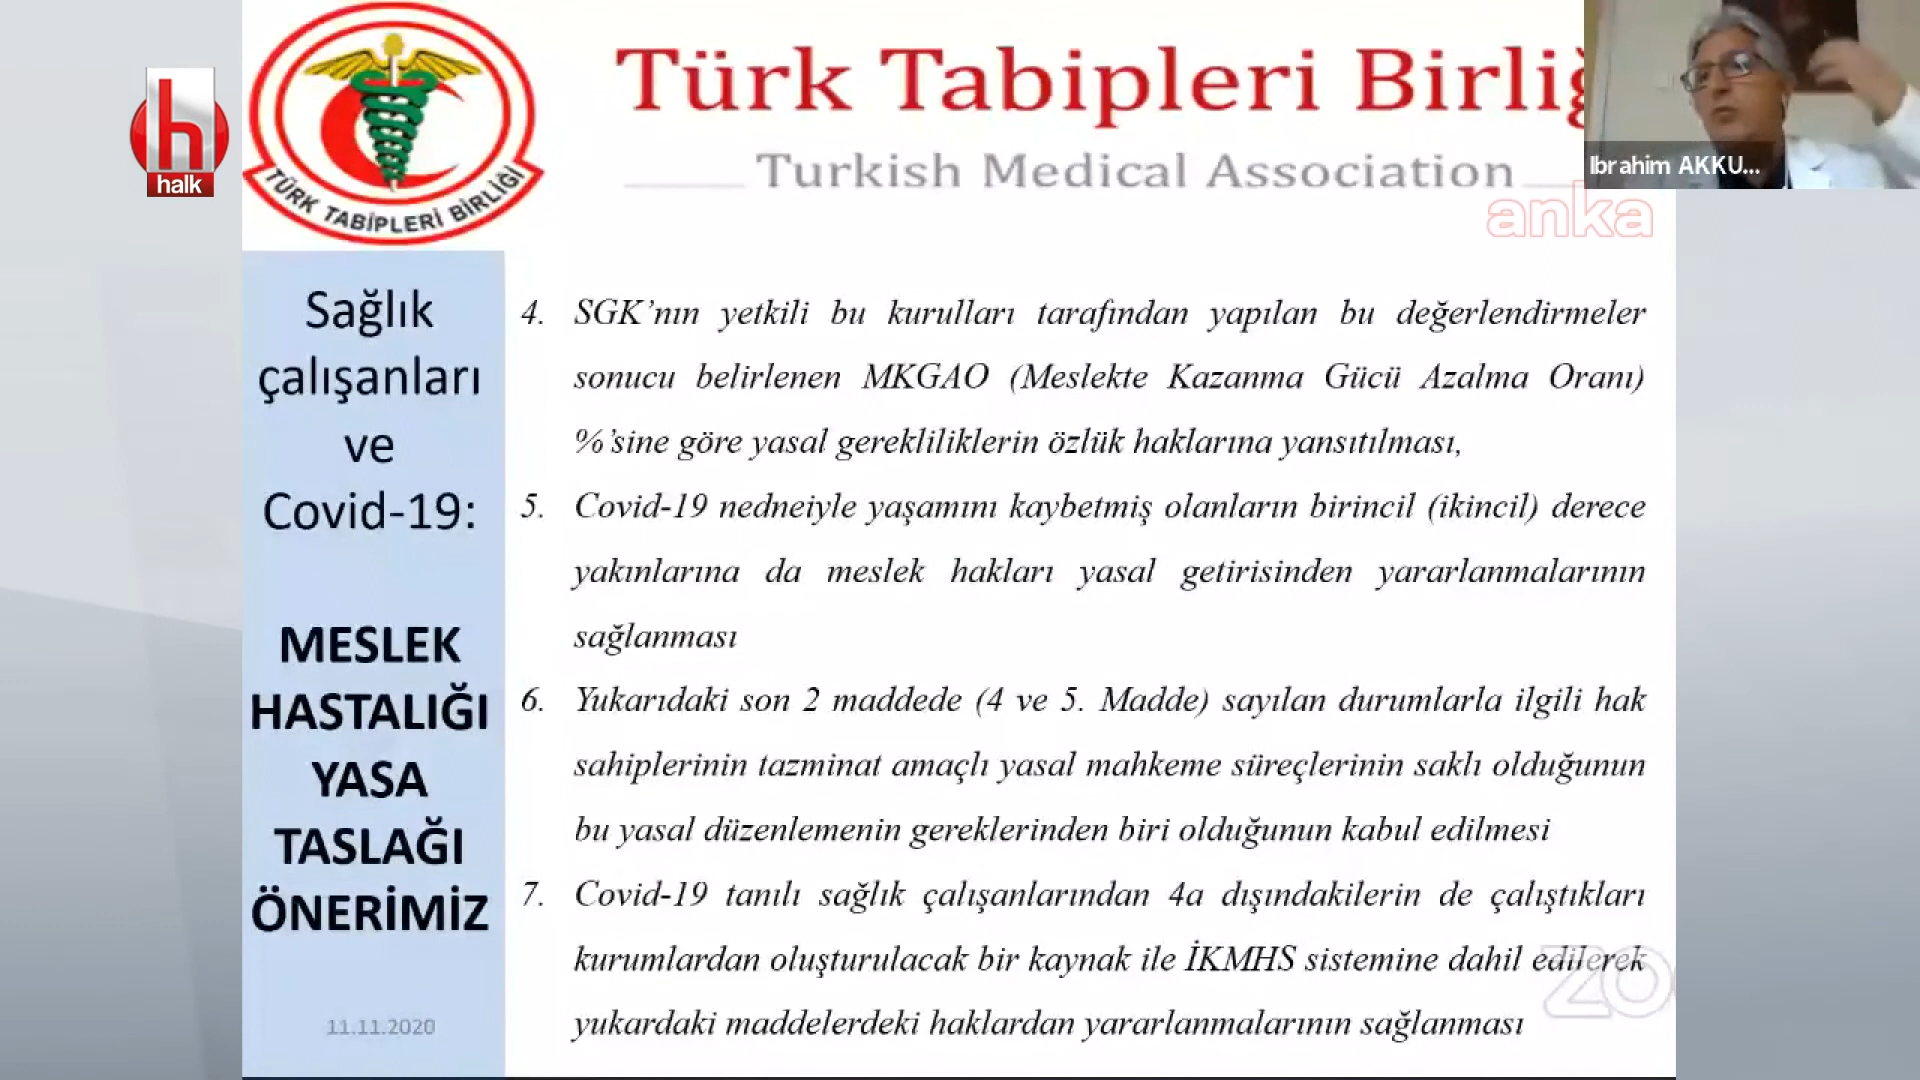 h
halk
TÜRK TABİPLERİ BİRLİĞİ
Türk Tabipleri
Turkish Medical Association
Ibrahim AKKU...
anka
Sağlık
çalışanları
ve
Covid-19:
MESLEK
HASTALIĞI
YASA
TASLAĞI
ÖNERİMİZ
11.11.2020
4. SGK’nın yetkili bu kurulları tarafından yapılan bu değerlendirmeler
sonucu belirlenen MKGAO (Meslekte Kazanma Gücü Azalma Oranı)
%’sine göre yasal gerekliliklerin özlük haklarına yansıtılması,
5. Covid-19 nedneiyle yaşamını kaybetmiş olanların birincil (ikincil) derece
yakınlarına da meslek hakları yasal getirisinden yararlanmalarının
sağlanması
6. Yukarıdaki son 2 maddede (4 ve 5. Madde) sayılan durumlarla ilgili hak
sahiplerinin tazminat amaçlı yasal mahkeme süreçlerinin saklı olduğunun
bu yasal düzenlemenin gereklerinden biri olduğunun kabul edilmesi
7. Covid-19 tanılı sağlık çalışanlarından 4a dışındakilerin de çalıştıkları
kurumlardan oluşturulacak bir kaynak ile İKMHS sistemine dahil edilerek
yukardaki maddelerdeki haklardan yararlanmalarının sağlanması